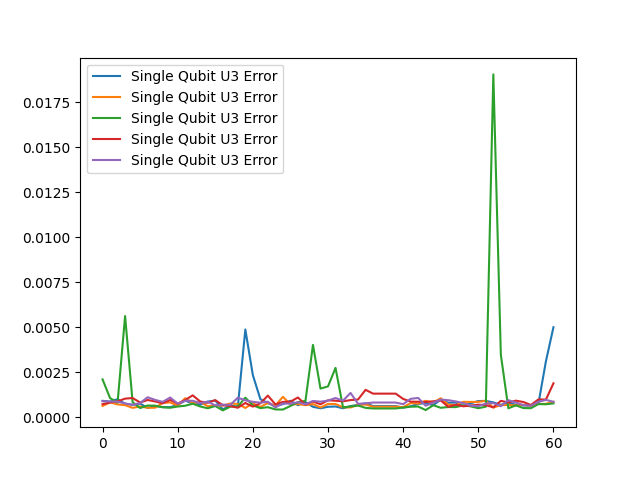 Single Qubit U3 Error
Single Qubit U3 Error
Single Qubit U3 Error
Single Qubit U3 Error
Single Qubit U3 Error
0.0175
0.0150
0.0125
0.0100
0.0075
0.0050
0.0025
0.0000
0 10 20 30 40 50 60